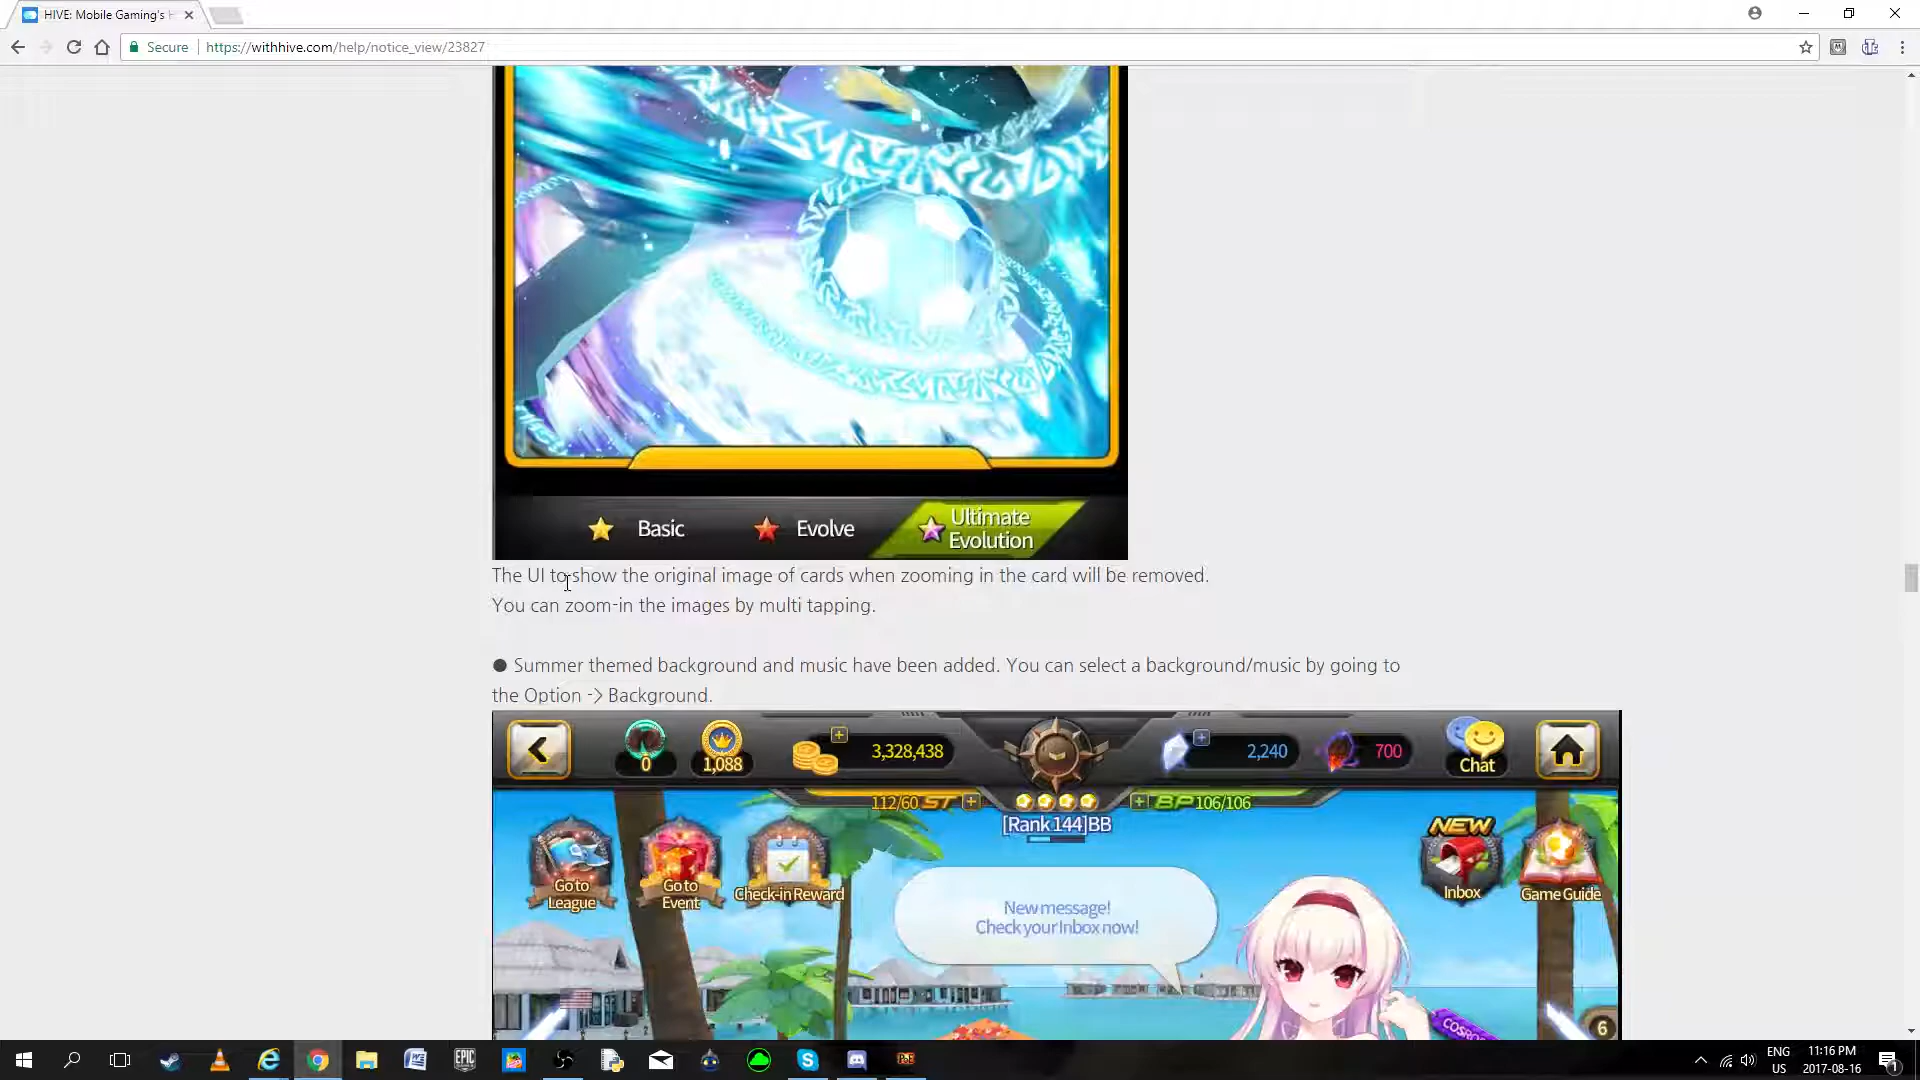 HIVE: Mobile Gaming's H
Secure
https://withhive.com/help/notice_view/23827
Basic
Evolve
Ultimate
Evolution
The UI to show the original image of cards when zooming in the card will be removed.
You can zoom-in the images by multi tapping.
● Summer themed background and music have been added. You can select a background/music by going to
the Option -> Background.
0
1,088
3,328,438
2,240
700
Chat
112/60 ST
BP 106/106
[Rank 144]BB
Go to
League
Go to
Event
Check-in Reward
New message!
Check your Inbox now!
NEW
Inbox
Game Guide
6
EPIC
PoE
ENG
US
11:16 PM
2017-08-16
1